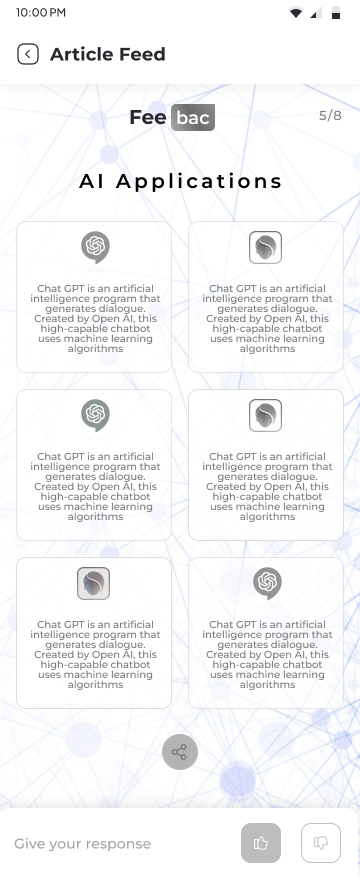 10:00 PM
Article Feed
Fee bac
5/8
AI Applications
Chat GPT is an artificial
intelligence program that
generates dialogue.
Created by Open AI, this
high-capable chatbot
uses machine learning
algorithms
Chat GPT is an artificial
intelligence program that
generates dialogue.
Created by Open AI, this
high-capable chatbot
uses machine learning
algorithms
Chat GPT is an artificial
intelligence program that
generates dialogue.
Created by Open AI, this
high-capable chatbot
uses machine learning
algorithms
Chat GPT is an artificial
intelligence program that
generates dialogue.
Created by Open AI, this
high-capable chatbot
uses machine learning
algorithms
Chat GPT is an artificial
intelligence program that
generates dialogue.
Created by Open AI, this
high-capable chatbot
uses machine learning
algorithms
Chat GPT is an artificial
intelligence program that
generates dialogue.
Created by Open AI, this
high-capable chatbot
uses machine learning
algorithms
Give your response